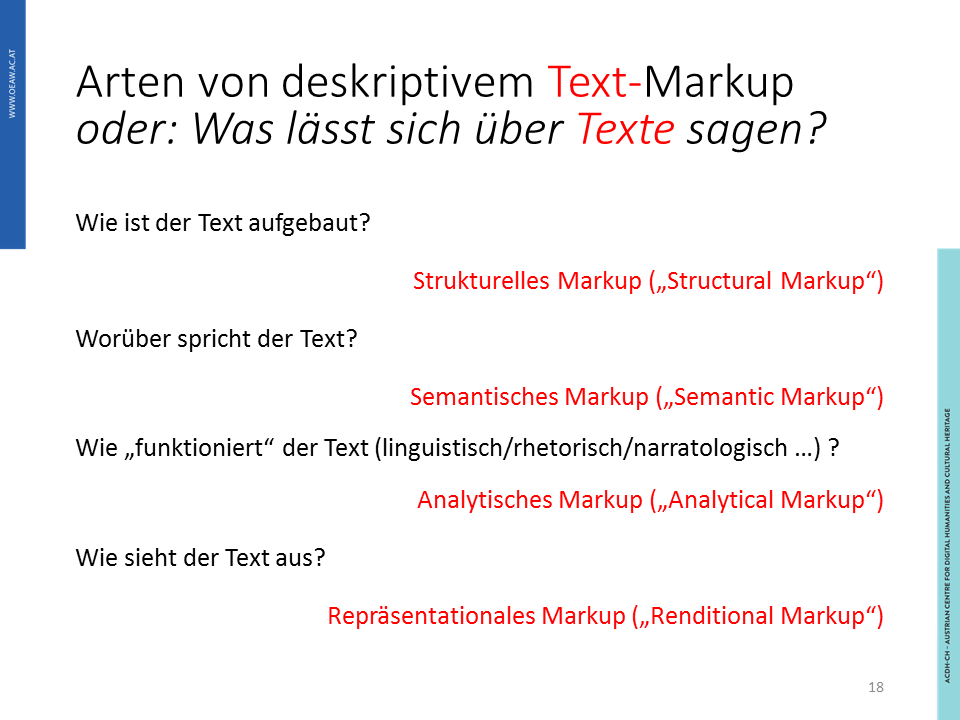 WWW.OEAW.AC.AT
Arten von deskriptivem Text-Markup
oder: Was lässt sich über Texte sagen?
Wie ist der Text aufgebaut?
Strukturelles Markup („Structural Markup“)
Worüber spricht der Text?
Semantisches Markup („Semantic Markup“)
Wie „funktioniert“ der Text (linguistisch/rhetorisch/narratologisch …) ?
Analytisches Markup („Analytical Markup“)
Wie sieht der Text aus?
Repräsentationales Markup („Renditional Markup“)
ACDH-CH – AUSTRIAN CENTRE FOR DIGITAL HUMANITIES AND CULTURAL HERITAGE
18